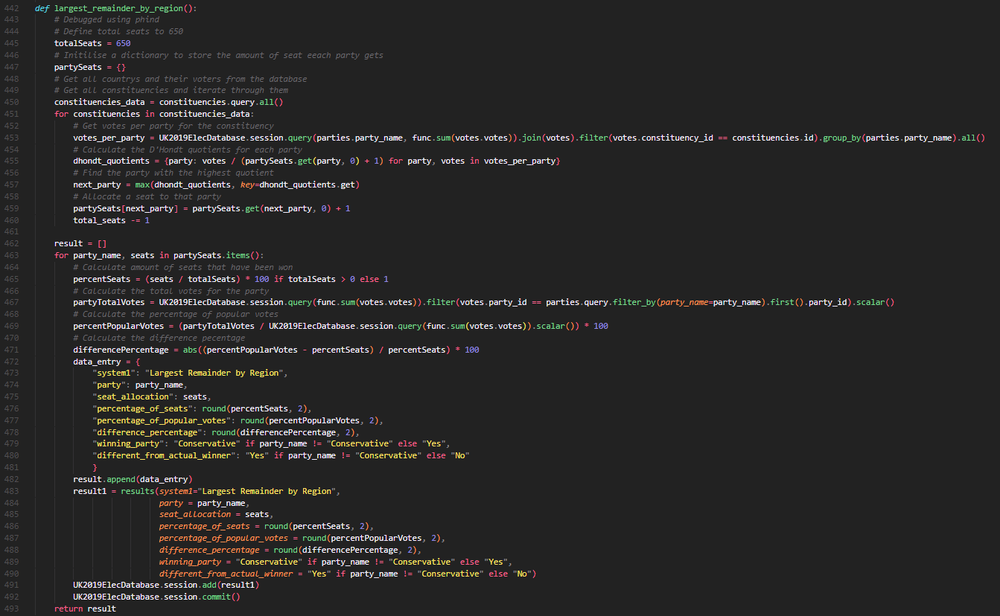 442 def largest_remainder_by_region():
443     # Debugged using phind
444     # Define total seats to 650
445     totalSeats = 650
446     # Initilise a dictionary to store the amount of seat eeach party gets
447     partySeats = {}
448     # Get all countrys and their voters from the database
449     # Get all constituencies and iterate through them
450     constituencies_data = constituencies.query.all()
451     for constituencies in constituencies_data:
452         # Get votes per party for the constituency
453         votes_per_party = UK2019ElecDatabase.session.query(parties.party_name, func.sum(votes.votes)).join(votes).filter(votes.constituency_id == constituencies.id).group_by(parties.party_name).all()
454         # Calculate the D'Hondt quotients for each party
455         dhondt_quotients = {party: votes / (partySeats.get(party, 0) + 1) for party, votes in votes_per_party}
456         # Find the party with the highest quotient
457         next_party = max(dhondt_quotients, key=dhondt_quotients.get)
458         # Allocate a seat to that party
459         partySeats[next_party] = partySeats.get(next_party, 0) + 1
460         total_seats -= 1
461
462     result = []
463     for party_name, seats in partySeats.items():
464         # Calculate amount of seats that have been won
465         percentSeats = (seats / totalSeats) * 100 if totalSeats > 0 else 1
466         # Calculate the total votes for the party
467         partyTotalVotes = UK2019ElecDatabase.session.query(func.sum(votes.votes)).filter(votes.party_id == parties.query.filter_by(party_name=party_name).first().party_id).scalar()
468         # Calculate the percentage of popular votes
469         percentPopularVotes = (partyTotalVotes / UK2019ElecDatabase.session.query(func.sum(votes.votes)).scalar()) * 100
470         # Calculate the difference pecentage
471         differencePercentage = abs((percentPopularVotes - percentSeats) / percentSeats) * 100
472         data_entry = {
473             "system1": "Largest Remainder by Region",
474             "party": party_name,
475             "seat_allocation": seats,
476             "percentage_of_seats": round(percentSeats, 2),
477             "percentage_of_popular_votes": round(percentPopularVotes, 2),
478             "difference_percentage": round(differencePercentage, 2),
479             "winning_party": "Conservative" if party_name != "Conservative" else "Yes",
480             "different_from_actual_winner": "Yes" if party_name != "Conservative" else "No"
481             }
482         result.append(data_entry)
483         result1 = results(system1="Largest Remainder by Region",
484                           party = party_name,
485                           seat_allocation = seats,
486                           percentage_of_seats = round(percentSeats, 2),
487                           percentage_of_popular_votes = round(percentPopularVotes, 2),
488                           difference_percentage = round(differencePercentage, 2),
489                           winning_party = "Conservative" if party_name != "Conservative" else "Yes",
490                           different_from_actual_winner = "Yes" if party_name != "Conservative" else "No")
491         UK2019ElecDatabase.session.add(result1)
492         UK2019ElecDatabase.session.commit()
493     return result